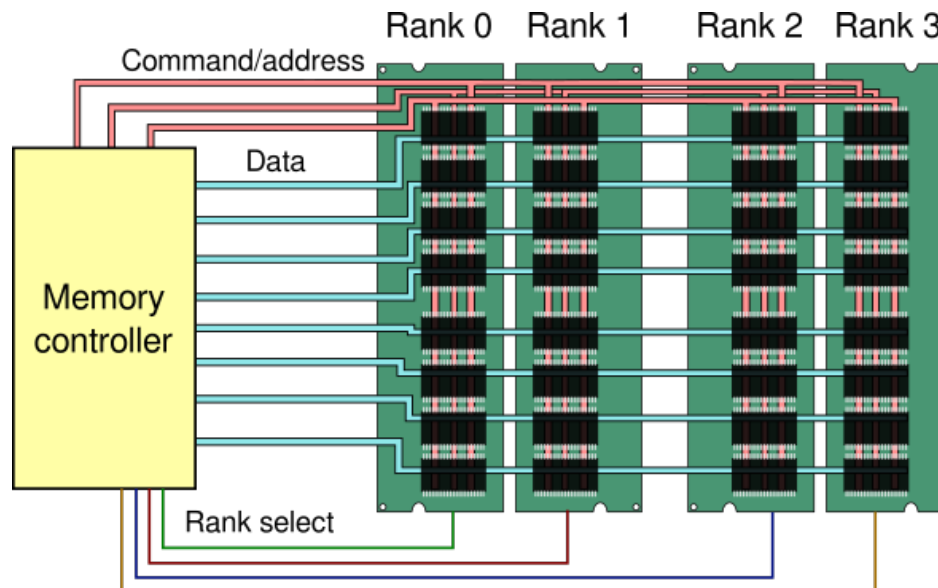 Rank 0 Rank 1 Rank 2 Rank 3
Command/address
Data
Memory
controller
Rank select